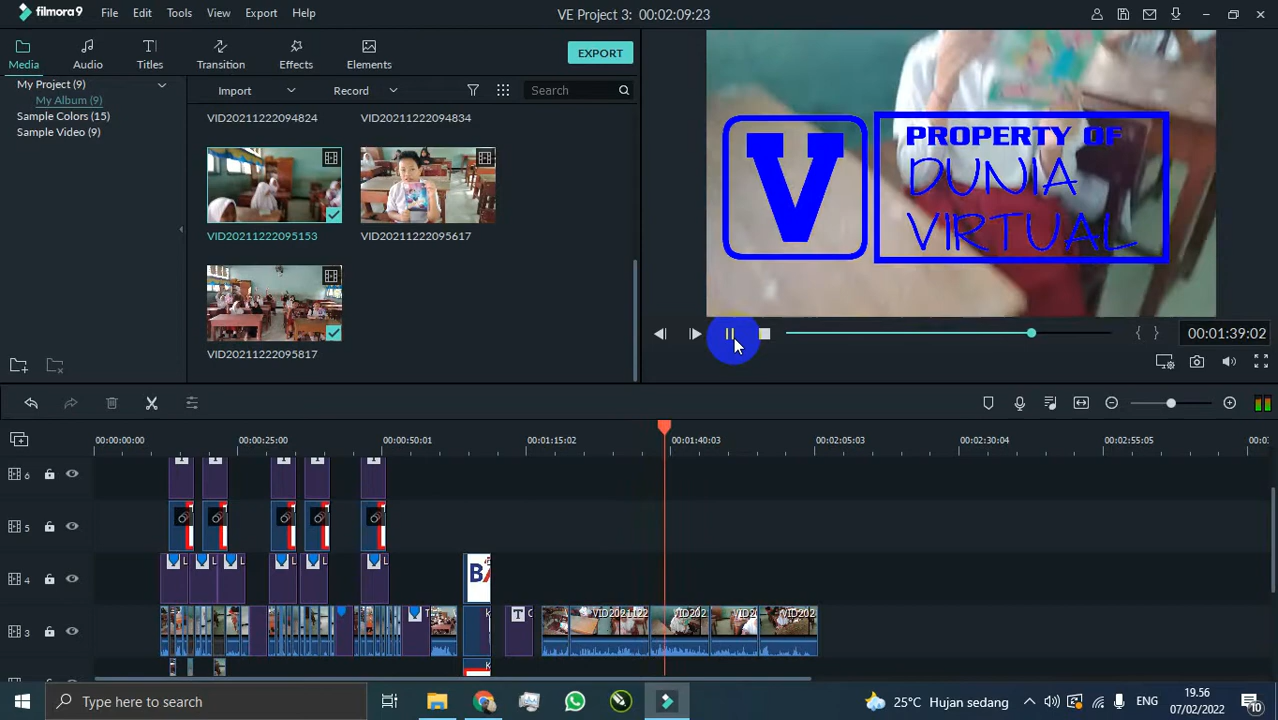 filmora9
File Edit Tools View Export Help
VE Project 3: 00:02:09:23
Media Audio Titles Transition Effects Elements
EXPORT
My Project (9)
My Album (9)
Sample Colors (15)
Sample Video (9)
Import Record Search
VID20211222094824 VID20211222094834
VID20211222095153 VID20211222095617
VID20211222095817
V
PROPERTY OF
DUNIA
VIRTUAL
{ } 00:01:39:02
00:00:00:00 00:00:25:00 00:00:50:01 00:01:15:02 00:01:40:03 00:02:05:03 00:02:30:04 00:02:55:05
6 T T T T T
5
4 L L L L L
3 T VID2021122 VID202 VID2 VID202
K
K
Type here to search
25°C Hujan sedang
ENG
19.56
07/02/2022
10